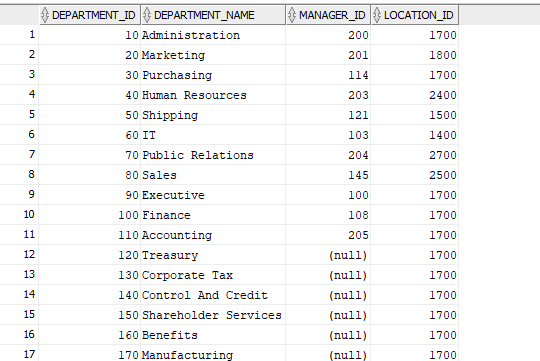 DEPARTMENT_ID DEPARTMENT_NAME MANAGER_ID LOCATION_ID
1 10 Administration 200 1700
2 20 Marketing 201 1800
3 30 Purchasing 114 1700
4 40 Human Resources 203 2400
5 50 Shipping 121 1500
6 60 IT 103 1400
7 70 Public Relations 204 2700
8 80 Sales 145 2500
9 90 Executive 100 1700
10 100 Finance 108 1700
11 110 Accounting 205 1700
12 120 Treasury (null) 1700
13 130 Corporate Tax (null) 1700
14 140 Control And Credit (null) 1700
15 150 Shareholder Services (null) 1700
16 160 Benefits (null) 1700
17 170 Manufacturing (null) 1700